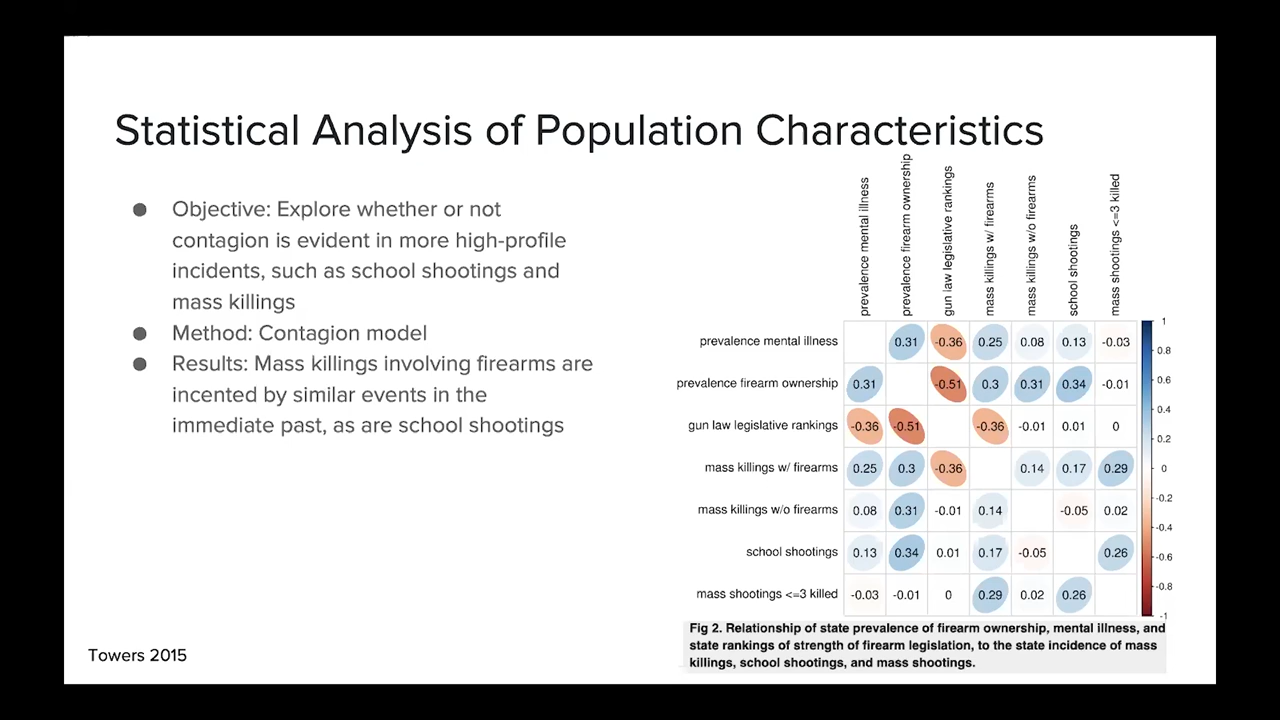 Statistical Analysis of Population Characteristics
● Objective: Explore whether or not
contagion is evident in more high-profile
incidents, such as school shootings and
mass killings
● Method: Contagion model
● Results: Mass killings involving firearms are
incented by similar events in the
immediate past, as are school shootings
Towers 2015
prevalence mental illness
prevalence firearm ownership
gun law legislative rankings
mass killings w/ firearms
mass killings w/o firearms
school shootings
mass shootings <=3 killed
prevalence mental illness 0.31 -0.36 0.25 0.08 0.13 -0.03
prevalence firearm ownership 0.31 -0.51 0.3 0.31 0.34 -0.01
gun law legislative rankings -0.36 -0.51 -0.36 -0.01 0.01 0
mass killings w/ firearms 0.25 0.3 -0.36 0.14 0.17 0.29
mass killings w/o firearms 0.08 0.31 -0.01 0.14 -0.05 0.02
school shootings 0.13 0.34 0.01 0.17 -0.05 0.26
mass shootings <=3 killed -0.03 -0.01 0 0.29 0.02 0.26
1
0.8
0.6
0.4
0.2
0
-0.2
-0.4
-0.6
-0.8
-1
Fig 2. Relationship of state prevalence of firearm ownership, mental illness, and
state rankings of strength of firearm legislation, to the state incidence of mass
killings, school shootings, and mass shootings.